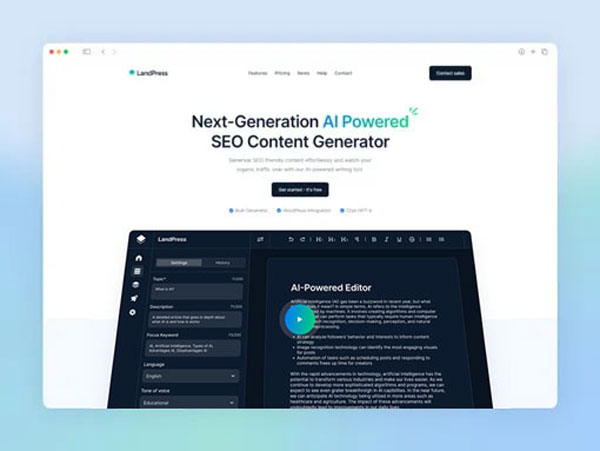 LandPress
Features Pricing News Help Contact
Contact sales
Next-Generation AI Powered
SEO Content Generator
Genervae SEO friendly content effortlessly and watch your
organic traffic soar with our AI-powered writing tool
Get started - It's free
Bulk Generator WordPress Integration Chat GPT-4
LandPress
H1 H2 H3 ¶ B I U S
Settings History
Topic*
What is AI?
Description
A detailed article that goes in depth about
what AI is and how is works
Focus Keyword
AI, Artificial Intelligence, Types of AI,
Advantages AI, Disadvantages AI
Language
English
Tone of voice
Educational
AI-Powered Editor
Artificial Intelligence (AI) gas been a buzzword in recent year, but what
it mean? In simple terms, AI refers to the intelligence
by machines. It involves creating algorithms and computer
can perform tasks that typically require human intelligence
recognition, decision-making, perception, and natural
processing.
AI can analyze followers' behavior and interests to inform content
strategy
Image recognition technology can identify the most engaging visuals
for posts
Automation of tasks such as scheduling posts and responding to
comments frees up time for creators
With the rapid advancements in technology, artificial intelligence has the
potential to transform various industries and make our lives easier. As we
continue to develop more sophisticated algorithms and programs, we can
expect to see even greater breakthrough in AI capabilities. In the near future,
we can anticipate AI technology being utilized in more areas such as
healthcare and agriculture. The impact of these advancements will
undoubtedly lead to improvements in our daily lives.